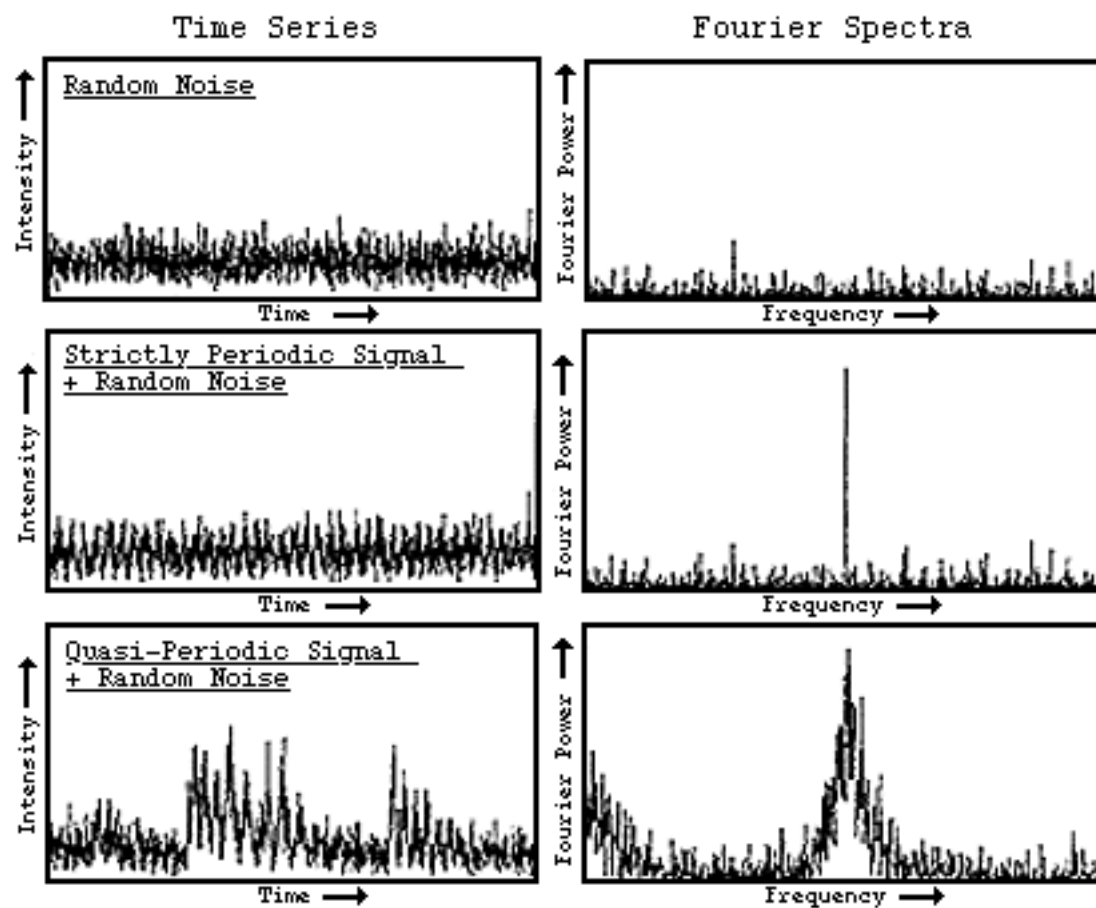 Time Series
Fourier Spectra
Intensity
Random Noise
Time
Fourier Power
Frequency
Intensity
Strictly Periodic Signal
+ Random Noise
Time
Fourier Power
Frequency
Intensity
Quasi-Periodic Signal
+ Random Noise
Time
Fourier Power
Frequency